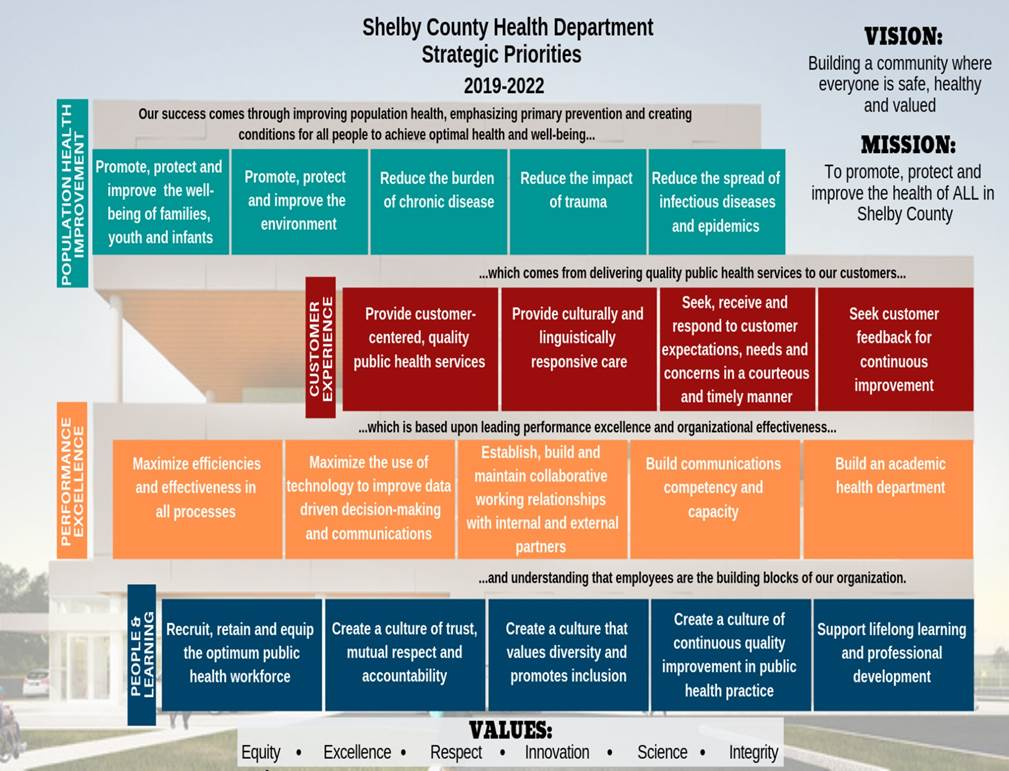 Shelby County Health Department
Strategic Priorities
2019-2022
VISION:
Building a community where
everyone is safe, healthy
and valued
MISSION:
To promote, protect and
improve the health of ALL in
Shelby County
POPULATION HEALTH
IMPROVEMENT
Our success comes through improving population health, emphasizing primary prevention and creating
conditions for all people to achieve optimal health and well-being...
Promote, protect and
improve the well-
being of families,
youth and infants
Promote, protect
and improve the
environment
Reduce the burden
of chronic disease
Reduce the impact
of trauma
Reduce the spread of
infectious diseases
and epidemics
...which comes from delivering quality public health services to our customers...
CUSTOMER
EXPERIENCE
Provide customer-
centered, quality
public health services
Provide culturally and
linguistically
responsive care
Seek, receive and
respond to customer
expectations, needs and
concerns in a courteous
and timely manner
Seek customer
feedback for
continuous
improvement
...which is based upon leading performance excellence and organizational effectiveness...
PERFORMANCE
EXCELLENCE
Maximize efficiencies
and effectiveness in
all processes
Maximize the use of
technology to improve data
driven decision-making
and communications
Establish, build and
maintain collaborative
working relationships
with internal and external
partners
Build communications
competency and
capacity
Build an academic
health department
...and understanding that employees are the building blocks of our organization.
PEOPLE &
LEARNING
Recruit, retain and equip
the optimum public
health workforce
Create a culture of trust,
mutual respect and
accountability
Create a culture that
values diversity and
promotes inclusion
Create a culture of
continuous quality
improvement in public
health practice
Support lifelong learning
and professional
development
VALUES:
Equity • Excellence • Respect • Innovation • Science • Integrity